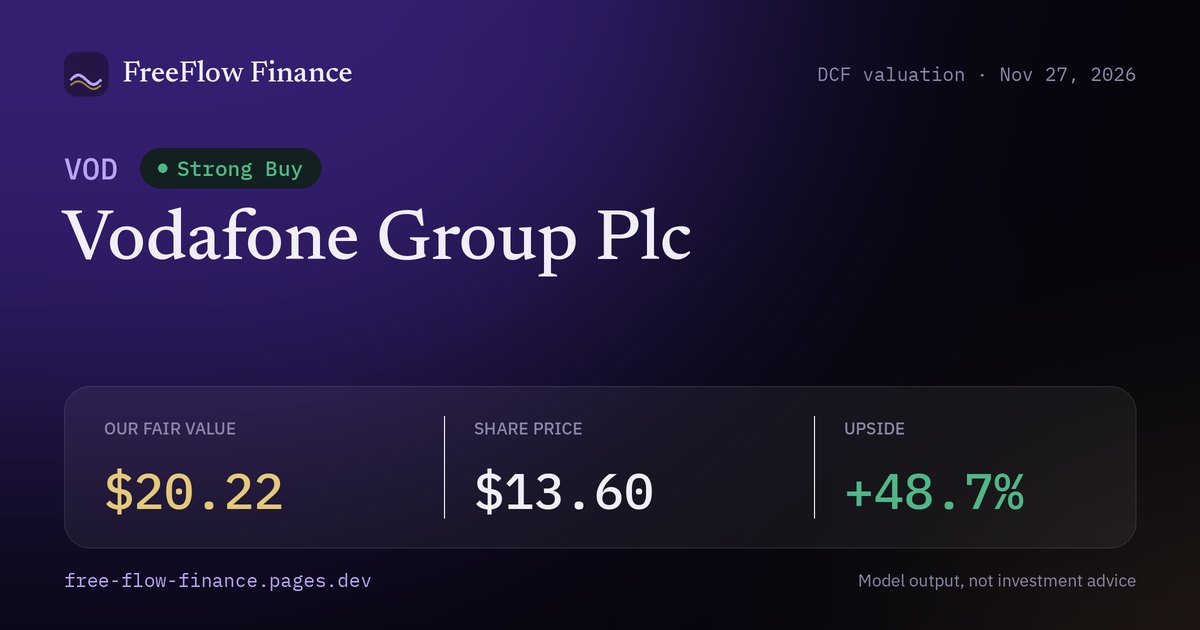 FreeFlow Finance
DCF valuation · Nov 27, 2026
VOD
Strong Buy
Vodafone Group Plc
OUR FAIR VALUE
$20.22
SHARE PRICE
$13.60
UPSIDE
+48.7%
free-flow-finance.pages.dev
Model output, not investment advice